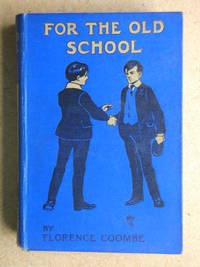 FOR THE OLD
SCHOOL
BY
FLORENCE COOMBE